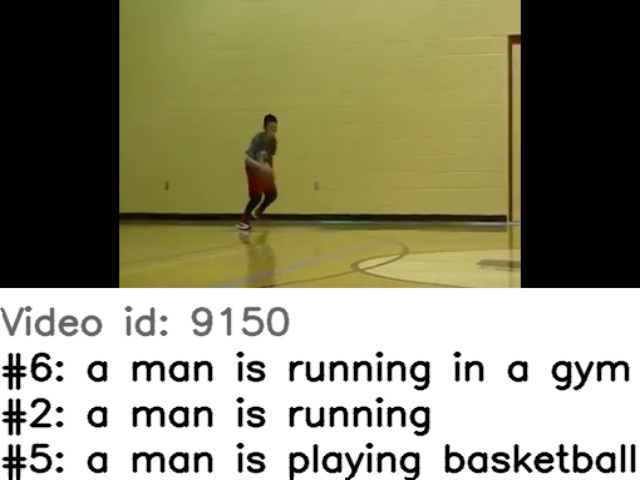 Video id: 9150
#6: a man is running in a gym
#2: a man is running
#5: a man is playing basketball